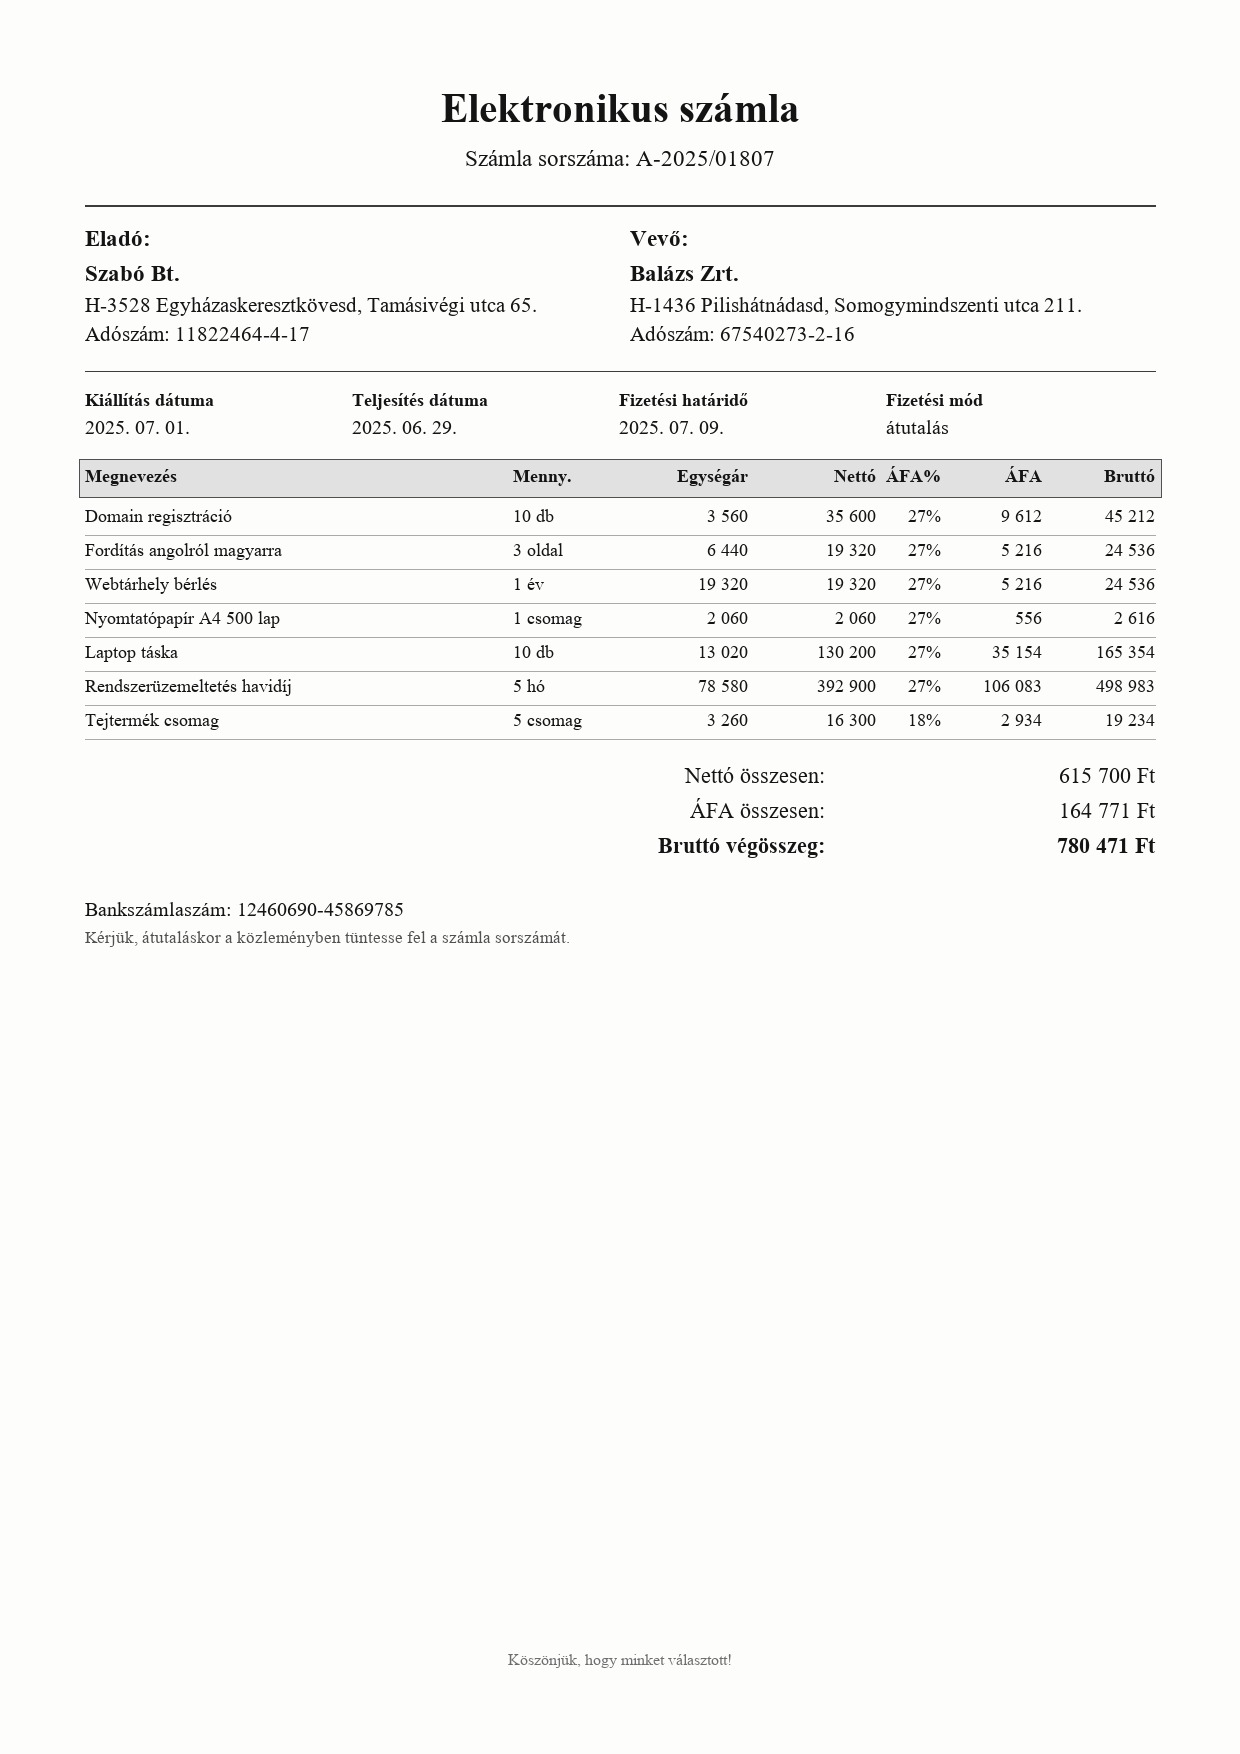 Elektronikus számla
Számla sorszáma: A-2025/01807
Eladó:
Szabó Bt.
H-3528 Egyházaskeresztkövesd, Tamásivégi utca 65.
Adószám: 11822464-4-17
Vevő:
Balázs Zrt.
H-1436 Pilishátnádasd, Somogymindszenti utca 211.
Adószám: 67540273-2-16
Kiállítás dátuma Teljesítés dátuma Fizetési határidő Fizetési mód
2025. 07. 01. 2025. 06. 29. 2025. 07. 09. átutalás
Megnevezés Menny. Egységár Nettó ÁFA% ÁFA Bruttó
Domain regisztráció 10 db 3 560 35 600 27% 9 612 45 212
Fordítás angolról magyarra 3 oldal 6 440 19 320 27% 5 216 24 536
Webtárhely bérlés 1 év 19 320 19 320 27% 5 216 24 536
Nyomtatópapír A4 500 lap 1 csomag 2 060 2 060 27% 556 2 616
Laptop táska 10 db 13 020 130 200 27% 35 154 165 354
Rendszerüzemeltetés havidíj 5 hó 78 580 392 900 27% 106 083 498 983
Tejtermék csomag 5 csomag 3 260 16 300 18% 2 934 19 234
Nettó összesen: 615 700 Ft
ÁFA összesen: 164 771 Ft
Bruttó végösszeg: 780 471 Ft
Bankszámlaszám: 12460690-45869785
Kérjük, átutaláskor a közleményben tüntesse fel a számla sorszámát.
Köszönjük, hogy minket választott!